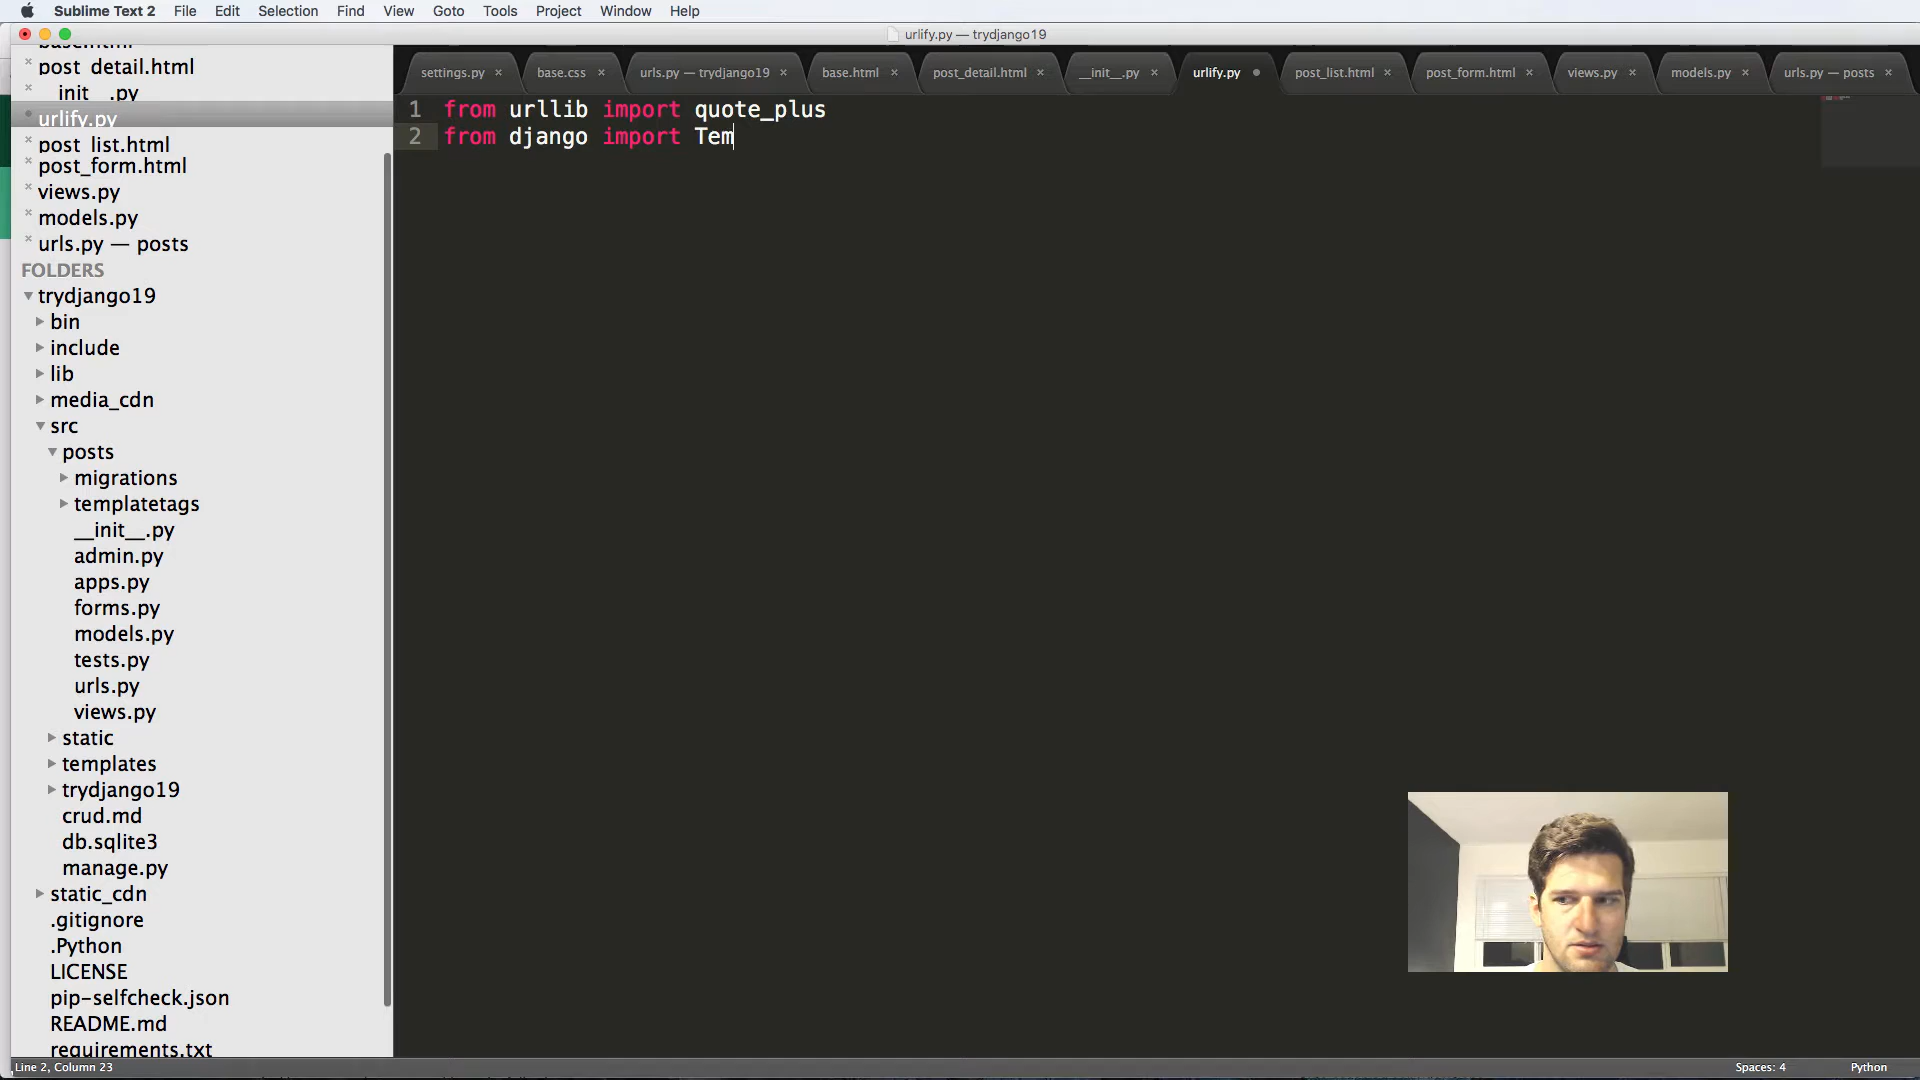 Sublime Text 2 File Edit Selection Find View Goto Tools Project Window Help
urlify.py — trydjango19
base.html
post_detail.html
__init__.py
urlify.py
post_list.html
post_form.html
views.py
models.py
urls.py — posts
FOLDERS
trydjango19
bin
include
lib
media_cdn
src
posts
migrations
templatetags
__init__.py
admin.py
apps.py
forms.py
models.py
tests.py
urls.py
views.py
static
templates
trydjango19
crud.md
db.sqlite3
manage.py
static_cdn
.gitignore
.Python
LICENSE
pip-selfcheck.json
README.md
requirements.txt
settings.py base.css urls.py — trydjango19 base.html post_detail.html __init__.py urlify.py post_list.html post_form.html views.py models.py urls.py — posts
1 from urllib import quote_plus
2 from django import Tem
Line 2, Column 23 Spaces: 4 Python